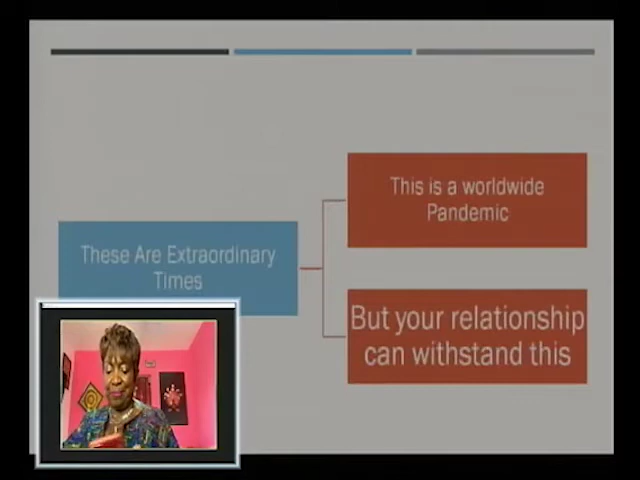 These Are Extraordinary
Times
This is a worldwide
Pandemic
But your relationship
can withstand this